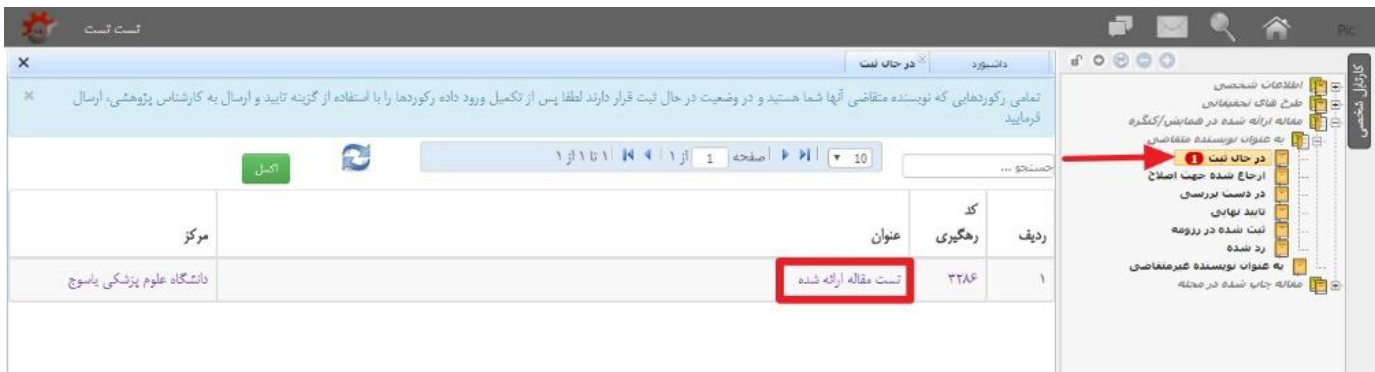 تست تست
Pic
کارتابل شخصی
اطلاعات شخصی
طرح های تحقیقاتی
مقاله ارائه شده در همایش/کنگره
به عنوان نویسنده متقاضی
در حال ثبت 1
ارجاع شده جهت اصلاح
در دست بررسی
تایید نهایی
ثبت شده در رزومه
رد شده
به عنوان نویسنده غیرمتقاضی
مقاله چاپ شده در مجله
داشبورد
در حال ثبت
تمامی رکوردهایی که نویسنده متقاضی آنها شما هستید و در وضعیت در حال ثبت قرار دارند لطفا پس از تکمیل ورود داده رکوردها را با استفاده از گزینه تایید و ارسال به کارشناس پژوهشی، ارسال
فرمایید
جستجو ...
10 صفحه 1 از ۱ ۱ تا ۱ از ۱
اکسل
ردیف کد رهگیری عنوان مرکز
۱ ۳۲۸۶ تست مقاله ارائه شده دانشگاه علوم پزشکی یاسوج